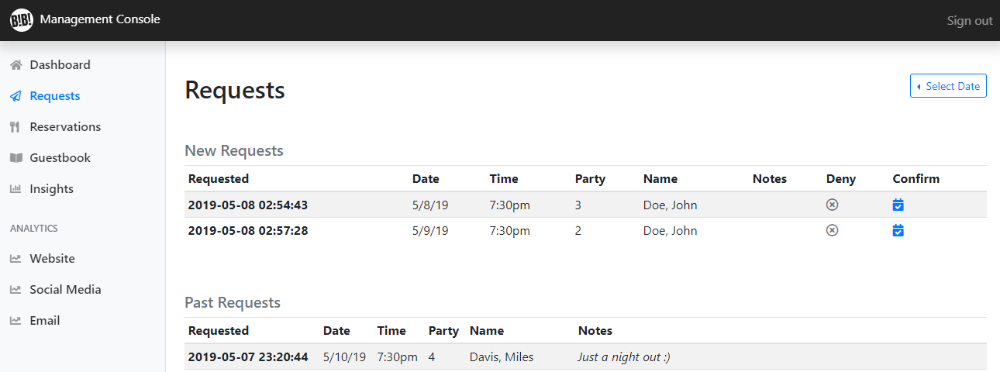 B!B! Management Console Sign out
Dashboard
Requests
Reservations
Guestbook
Insights
ANALYTICS
Website
Social Media
Email
Requests Select Date
New Requests
Requested Date Time Party Name Notes Deny Confirm
2019-05-08 02:54:43 5/8/19 7:30pm 3 Doe, John
2019-05-08 02:57:28 5/9/19 7:30pm 2 Doe, John
Past Requests
Requested Date Time Party Name Notes
2019-05-07 23:20:44 5/10/19 7:30pm 4 Davis, Miles Just a night out :)